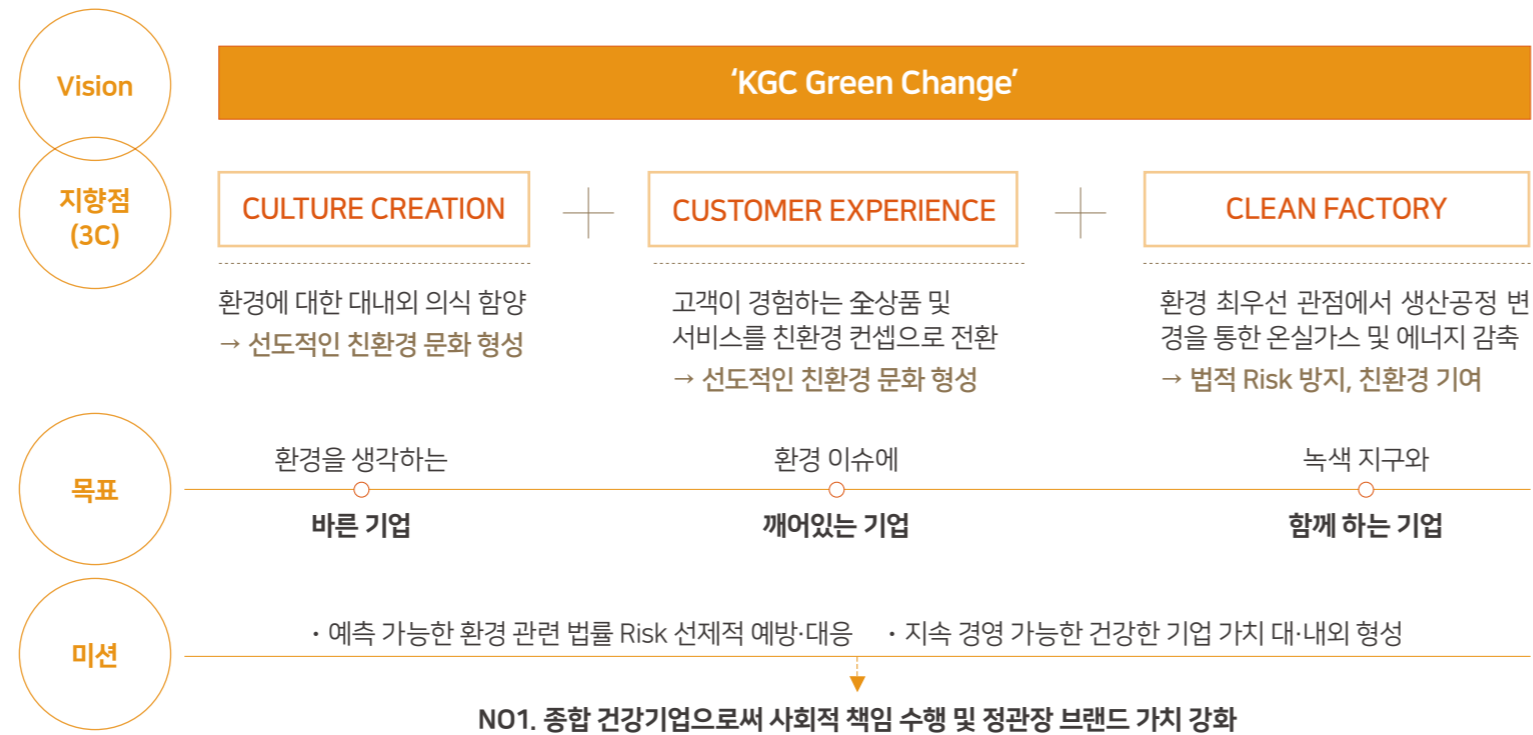 Vision
‘KGC Green Change’
지향점
(3C)
CULTURE CREATION
환경에 대한 대내외 의식 함양
→ 선도적인 친환경 문화 형성
CUSTOMER EXPERIENCE
고객이 경험하는 全상품 및
서비스를 친환경 컨셉으로 전환
→ 선도적인 친환경 문화 형성
CLEAN FACTORY
환경 최우선 관점에서 생산공정 변
경을 통한 온실가스 및 에너지 감축
→ 법적 Risk 방지, 친환경 기여
목표
환경을 생각하는
바른 기업
환경 이슈에
깨어있는 기업
녹색 지구와
함께 하는 기업
미션
· 예측 가능한 환경 관련 법률 Risk 선제적 예방·대응 · 지속 경영 가능한 건강한 기업 가치 대·내외 형성
NO1. 종합 건강기업으로써 사회적 책임 수행 및 정관장 브랜드 가치 강화